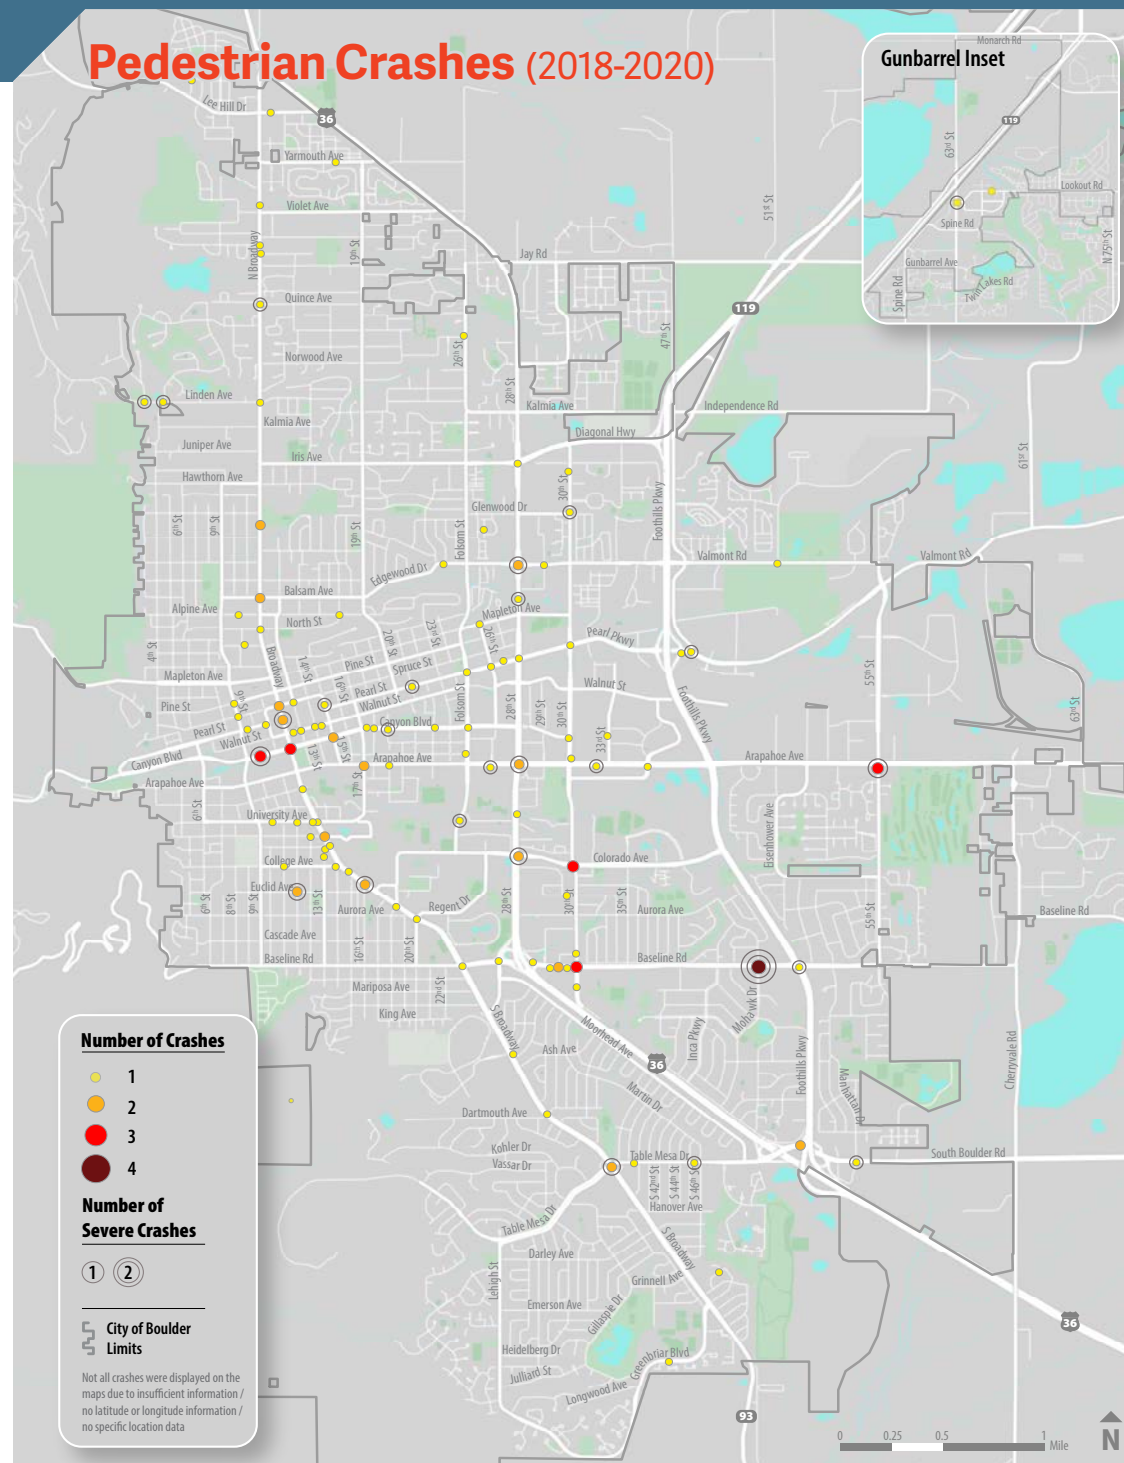 Pedestrian Crashes (2018-2020)
Gunbarrel Inset
Monarch Rd
119
63rd St
Lookout Rd
Spine Rd
Gunbarrel Ave
N 75th St
Spine Rd
Twin Lakes Rd
Lee Hill Dr
36
Yarmouth Ave
Violet Ave
51st St
N Broadway
19th St
Jay Rd
Quince Ave
119
47th St
26th St
Norwood Ave
28th St
Linden Ave
Kalmia Ave
Independence Rd
Kalmia Ave
Diagonal Hwy
Juniper Ave
Iris Ave
61st St
Hawthorn Ave
30th St
Foothills Pkwy
Glenwood Dr
6th St
9th St
19th St
Folsom St
Valmont Rd
Valmont Rd
Edgewood Dr
Balsam Ave
Alpine Ave
Mapleton Ave
North St
23rd St
26th St
Pearl Pkwy
4th St
20th St
Broadway
14th St
Pine St
Spruce St
55th St
Mapleton Ave
16th St
Pearl St
Walnut St
Walnut St
9th St
Folsom St
28th St
29th St
30th St
Foothills Pkwy
63rd St
Pine St
Canyon Blvd
Pearl St
Walnut St
15th St
33rd St
13th St
Canyon Blvd
Arapahoe Ave
Arapahoe Ave
Arapahoe Ave
17th St
6th St
University Ave
Eisenhower Ave
College Ave
Colorado Ave
Euclid Ave
6th St
8th St
9th St
13th St
Aurora Ave
Regent Dr
28th St
30th St
35th St
Aurora Ave
55th St
Baseline Rd
Cascade Ave
16th St
20th St
Baseline Rd
Baseline Rd
Mariposa Ave
22nd St
Mohawk Dr
King Ave
S Broadway
Moorhead Ave
Inca Pkwy
Ash Ave
36
Foothills Pkwy
Cherryvale Rd
Manhattan Dr
Martin Dr
Dartmouth Ave
Kohler Dr
Vassar Dr
Table Mesa Dr
South Boulder Rd
S 42nd St
S 44th St
S 46th St
Hanover Ave
Table Mesa Dr
S Broadway
Darley Ave
Lehigh St
Grinnell Ave
Emerson Ave
Gillaspie Dr
36
Heidelberg Dr
Greenbriar Blvd
Julliard St
Longwood Ave
93
Number of Crashes
1
2
3
4
Number of
Severe Crashes
1 2
City of Boulder
Limits
Not all crashes were displayed on the
maps due to insufficient information /
no latitude or longitude information /
no specific location data
0 0.25 0.5 1
Mile
N